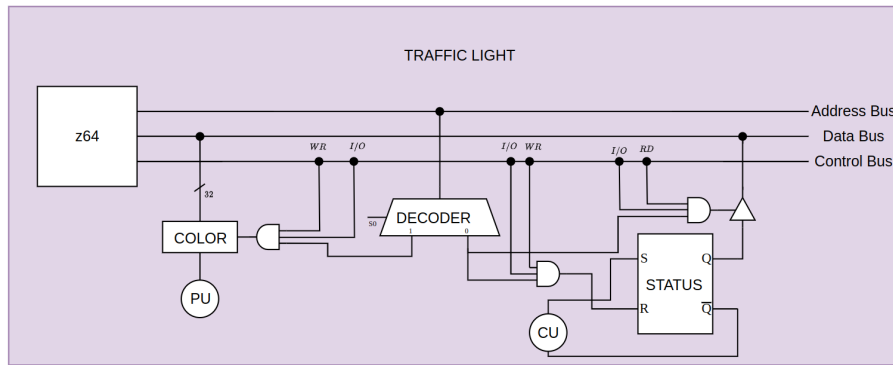 TRAFFIC LIGHT
Address Bus
z64
Data Bus
WR I/O I/O WR I/O RD
Control Bus
32
S0 DECODER
1 0
COLOR
S Q
STATUS
PU
R Q̅
CU